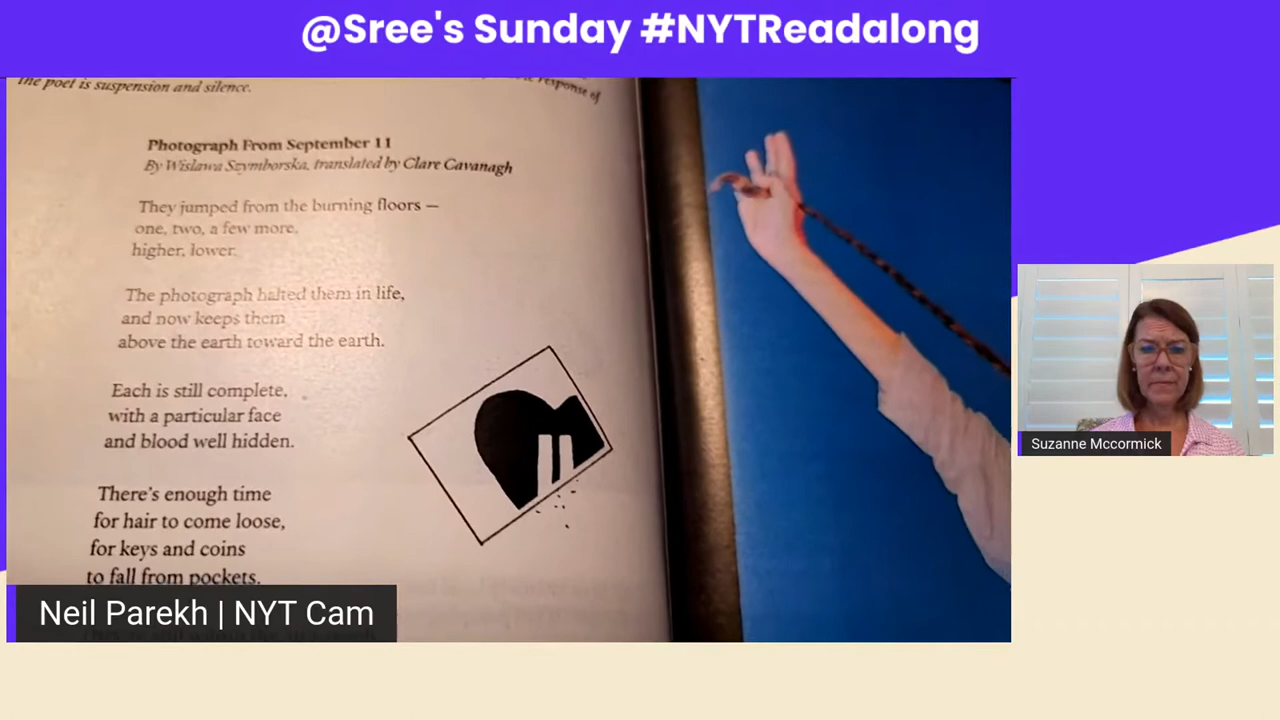 @Sree's Sunday #NYTReadalong
the poet is suspension and silence.
response of
Photograph From September 11
By Wislawa Szymborska, translated by Clare Cavanagh
They jumped from the burning floors —
one, two, a few more,
higher, lower.
The photograph halted them in life,
and now keeps them
above the earth toward the earth.
Each is still complete,
with a particular face
and blood well hidden.
There's enough time
for hair to come loose,
for keys and coins
to fall from pockets.
Neil Parekh | NYT Cam
Suzanne Mccormick